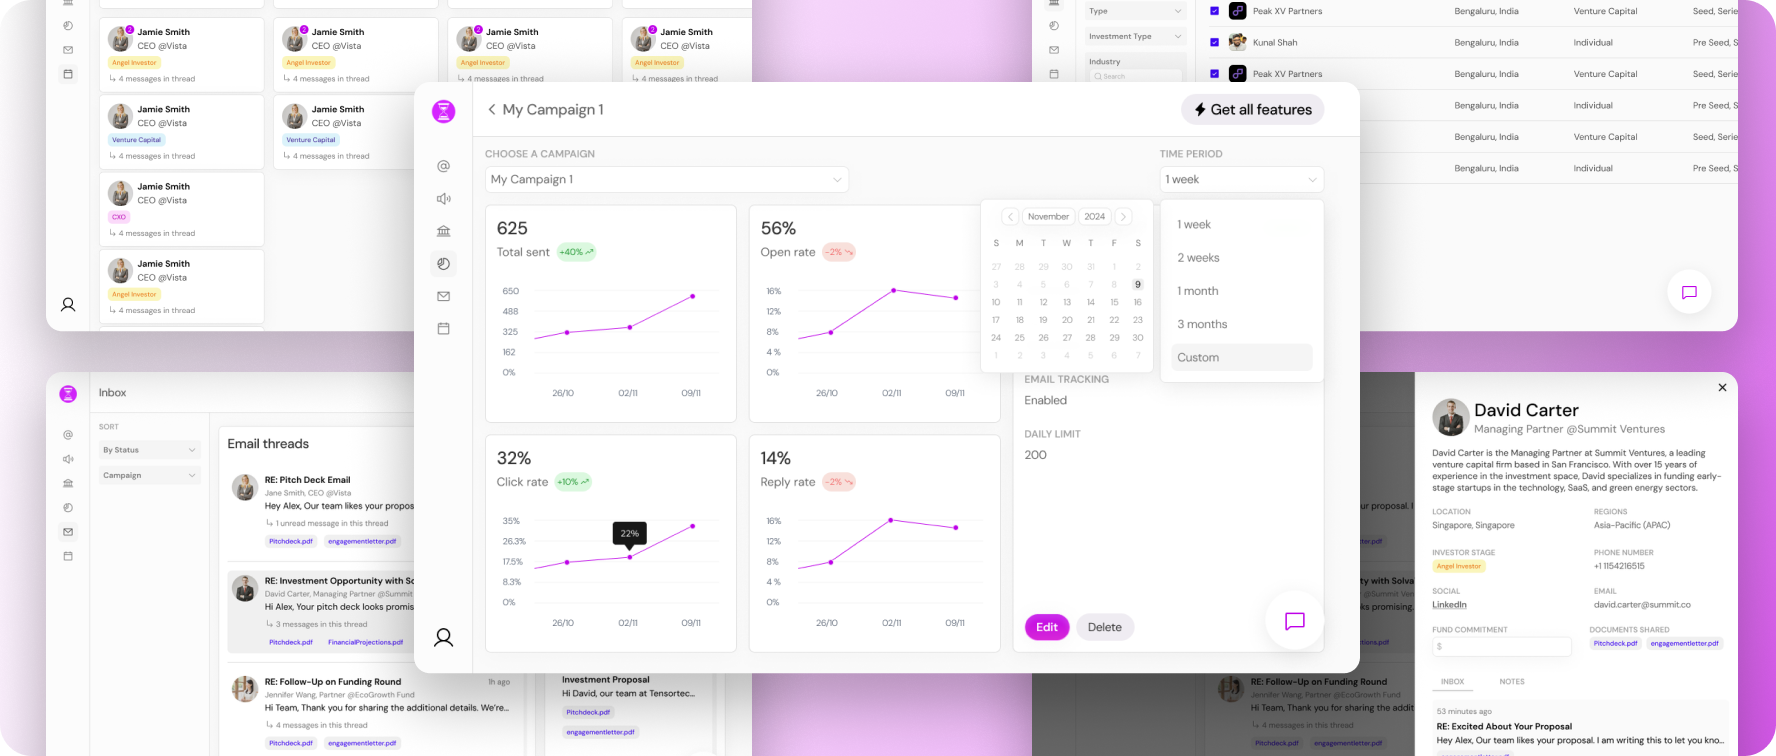 2
Jamie Smith
CEO @Vista
Angel Investor
4 messages in thread
2
Jamie Smith
CEO @Vista
Angel Investor
4 messages in thread
2
Jamie Smith
CEO @Vista
Angel Investor
4 messages in thread
2
Jamie Smith
CEO @Vista
Angel Investor
4 messages in thread
Jamie Smith
CEO @Vista
Venture Capital
4 messages in thread
Jamie Smith
CEO @Vista
Venture Capital
4 messages in thread
Jamie Smith
CEO @Vista
CXO
4 messages in thread
Jamie Smith
CEO @Vista
Angel Investor
4 messages in thread
Type
Investment Type
Industry
Search
Peak XV Partners Bengaluru, India Venture Capital Seed, Serie
Kunal Shah Bengaluru, India Individual Pre Seed, S
Peak XV Partners Bengaluru, India Venture Capital Seed, Serie
Bengaluru, India Individual Pre Seed, S
Bengaluru, India Venture Capital Seed, Serie
Bengaluru, India Individual Pre Seed, S
My Campaign 1
Get all features
CHOOSE A CAMPAIGN
My Campaign 1
TIME PERIOD
1 week
625
Total sent +40%
650
488
325
162
0%
26/10 02/11 09/11
56%
Open rate -2%
16%
12%
8%
4 %
0%
26/10 02/11 09/11
November 2024
S M T W T F S
27 28 29 30 31 1 2
3 4 5 6 7 8 9
10 11 12 13 14 15 16
17 18 19 20 21 22 23
24 25 26 27 28 29 30
1 2 3 4 5 6 7
1 week
2 weeks
1 month
3 months
Custom
EMAIL TRACKING
Enabled
DAILY LIMIT
200
32%
Click rate +10%
35%
26.3%
17.5%
8.3%
0%
22%
26/10 02/11 09/11
14%
Reply rate -2%
16%
12%
8%
4 %
0%
26/10 02/11 09/11
Edit
Delete
Inbox
SORT
By Status
Campaign
Email threads
RE: Pitch Deck Email
Jane Smith, CEO @Vista
Hey Alex, Our team likes your propos
1 unread message in this thread
Pitchdeck.pdf engagementletter.pdf
RE: Investment Opportunity with So
David Carter, Managing Partner @Summit
Hi Alex, Your pitch deck looks promis
3 messages in this thread
Pitchdeck.pdf FinancialProjections.pdf
RE: Follow-Up on Funding Round 1h ago
Jennifer Wang, Partner @EcoGrowth Fund
Hi Team, Thank you for sharing the additional details. We're...
4 messages in this thread
Pitchdeck.pdf engagementletter.pdf
Investment Proposal
Hi David, our team at Tensortec...
Pitchdeck.pdf
engagementletter.pdf
ur proposal. I
er.pdf
ty with Solva
@Summit Ven
s promising.
ojections.pdf
RE: Follow-Up on Funding Round
Jennifer Wang, Partner @EcoGrowth Fund
Hi Team, Thank you for sharing the addit
4 messages in this thread
Pitchdeck.pdf engagementletter.pdf
David Carter
Managing Partner @Summit Ventures
David Carter is the Managing Partner at Summit Ventures, a leading
venture capital firm based in San Francisco. With over 15 years of
experience in the investment space, David specializes in funding early-
stage startups in the technology, SaaS, and green energy sectors.
LOCATION
Singapore, Singapore
REGIONS
Asia-Pacific (APAC)
INVESTOR STAGE
Angel Investor
PHONE NUMBER
+1 1154216515
SOCIAL
LinkedIn
EMAIL
david.carter@summit.co
FUND COMMITMENT
$
DOCUMENTS SHARED
Pitchdeck.pdf engagementletter.pdf
INBOX NOTES
53 minutes ago
RE: Excited About Your Proposal
Hey Alex, Our team likes your proposal. I am writing this to let you kno...